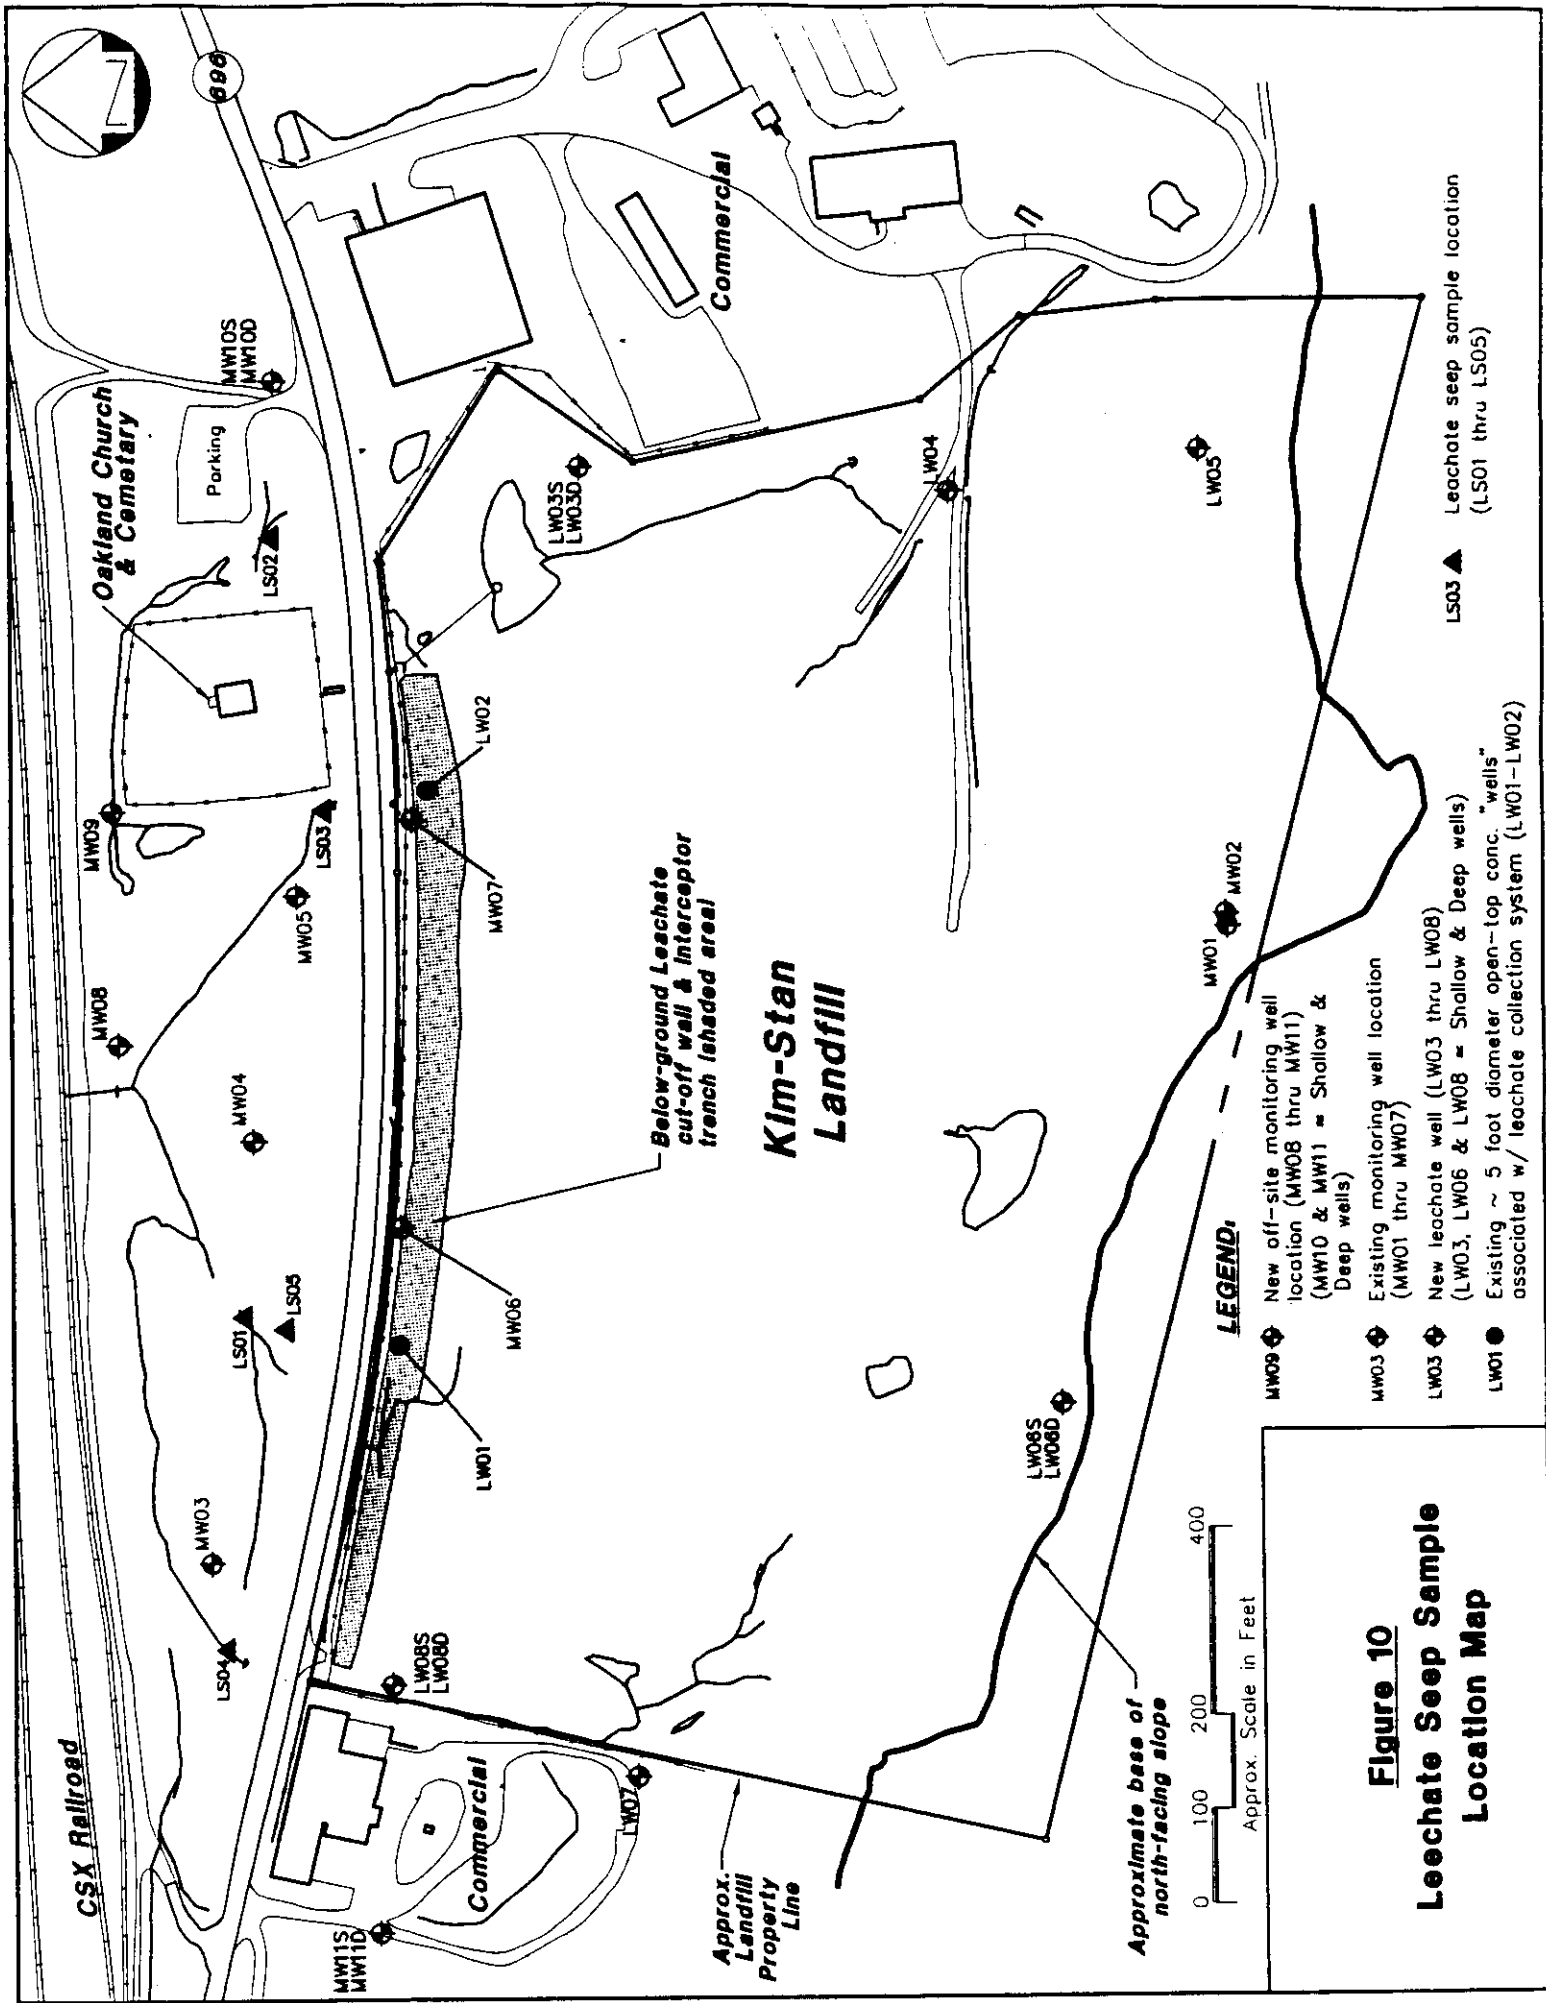 CSX Railroad
Oakland Church
& Cemetary
Parking
696
N
MW10S
MW10D
MW09
MW08
MW05
MW04
MW03
LS02
LS03
LS01
LS05
LS04
MW11S
MW11D
Commercial
LW08S
LW08D
LW07
LW01
MW06
MW07
LW02
LW03S
LW03D
Commercial
LW04
LW05
Below-ground Leachate
cut-off wall & Interceptor
trench (shaded area)
Kim-Stan
Landfill
MW01
MW02
LW06S
LW06D
Approx.
Landfill
Property
Line
Approximate base of
north-facing slope
0 100 200 400
Approx. Scale in Feet
LEGEND:
MW09 New off-site monitoring well
location (MW08 thru MW11)
(MW10 & MW11 = Shallow &
Deep wells)
MW03 Existing monitoring well location
(MW01 thru MW07)
LW03 New leachate well (LW03 thru LW08)
(LW03, LW06 & LW08 = Shallow & Deep wells)
LW01 Existing ~ 5 foot diameter open-top conc. "wells"
associated w/ leachate collection system (LW01-LW02)
LS03 Leachate seep sample location
(LS01 thru LS05)
Figure 10
Leechate Seep Sample
Location Map